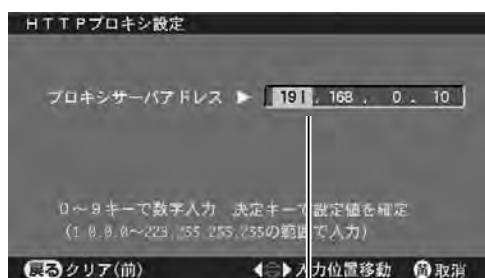 HTTPプロキシ設定
プロキシサーバアドレス ▶ 191. 168. 0. 10
0~9キーで数字入力 決定キーで設定値を確定
(1.0.0.0~223.255.255.255の範囲で入力)
戻る クリア(前) 入力位置移動 黄 取消